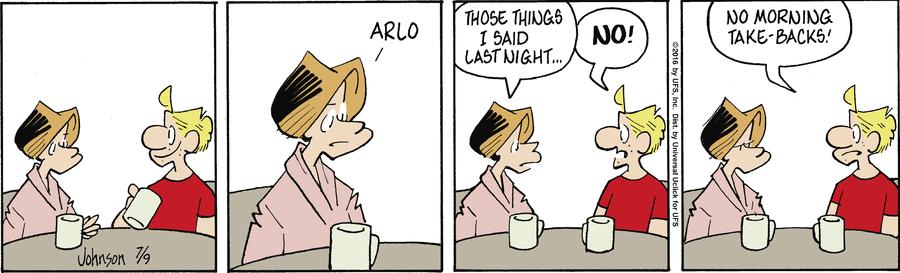 Johnson 7/9
ARLO
THOSE THINGS
I SAID
LAST NIGHT...
NO!
©2016 by UFS, Inc. Dist. by Universal Uclick for UFS
NO MORNING
TAKE-BACKS!